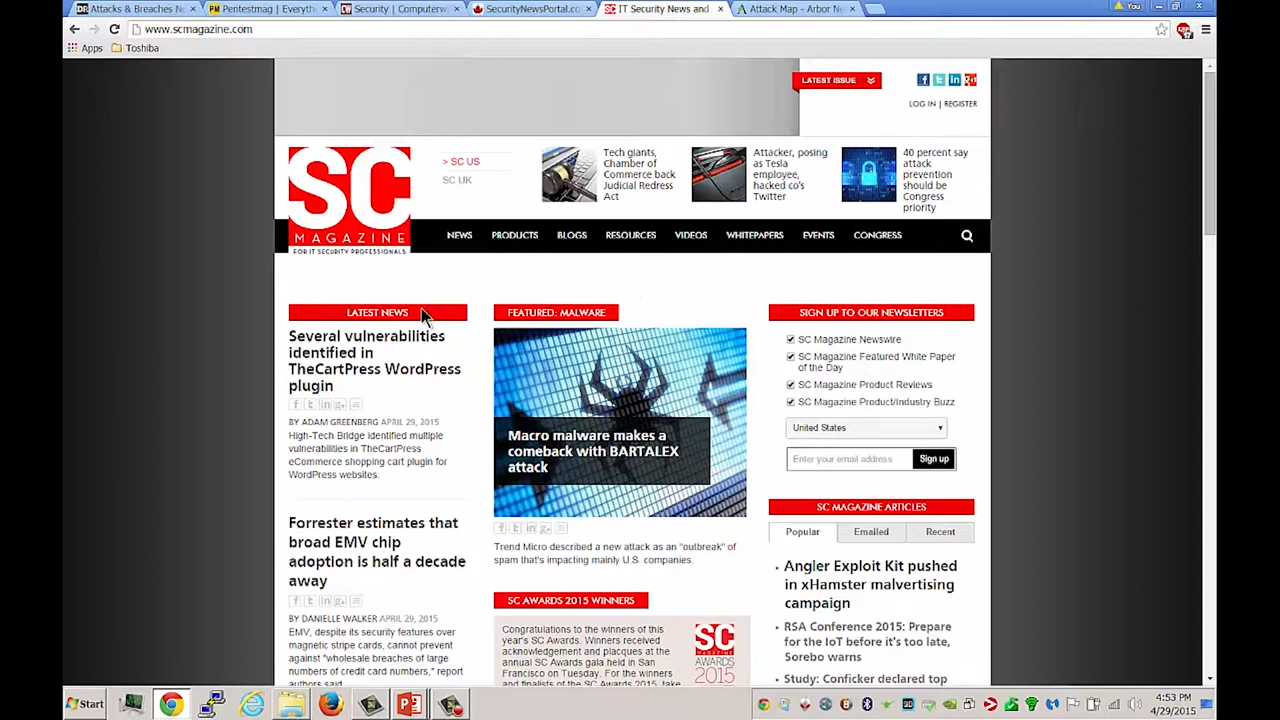 Attacks & Breaches N
Pentestmag | Everythi
Security | Computerw
SecurityNewsPortal.co
IT Security News and
Attack Map - Arbor Ne
You
www.scmagazine.com
Apps
Toshiba
LATEST ISSUE
LOG IN | REGISTER
SC
MAGAZINE
FOR IT SECURITY PROFESSIONALS
> SC US
SC UK
Tech giants,
Chamber of
Commerce back
Judicial Redress
Act
Attacker, posing
as Tesla
employee,
hacked co's
Twitter
40 percent say
attack
prevention
should be
Congress
priority
NEWS
PRODUCTS
BLOGS
RESOURCES
VIDEOS
WHITEPAPERS
EVENTS
CONGRESS
LATEST NEWS
Several vulnerabilities
identified in
TheCartPress WordPress
plugin
BY ADAM GREENBERG APRIL 29, 2015
High-Tech Bridge identified multiple
vulnerabilities in TheCartPress
eCommerce shopping cart plugin for
WordPress websites.
Forrester estimates that
broad EMV chip
adoption is half a decade
away
BY DANIELLE WALKER APRIL 29, 2015
EMV, despite its security features over
magnetic stripe cards, cannot prevent
against "wholesale breaches of large
numbers of credit card numbers," report
authors said.
FEATURED: MALWARE
Macro malware makes a
comeback with BARTALEX
attack
Trend Micro described a new attack as an "outbreak" of
spam that's impacting mainly U.S. companies.
SC AWARDS 2015 WINNERS
Congratulations to the winners of this
year's SC Awards. Winners received
acknowledgement and plaques at the
annual SC Awards gala held in San
Francisco on Tuesday. For the winners
and finalists of the SC Awards 2015, take
SC
AWARDS
2015
SIGN UP TO OUR NEWSLETTERS
SC Magazine Newswire
SC Magazine Featured White Paper
of the Day
SC Magazine Product Reviews
SC Magazine Product/Industry Buzz
United States
Enter your email address
Sign up
SC MAGAZINE ARTICLES
Popular
Emailed
Recent
Angler Exploit Kit pushed
in xHamster malvertising
campaign
RSA Conference 2015: Prepare
for the IoT before it's too late,
Sorebo warns
Study: Conficker declared top
Start
4:53 PM
4/29/2015